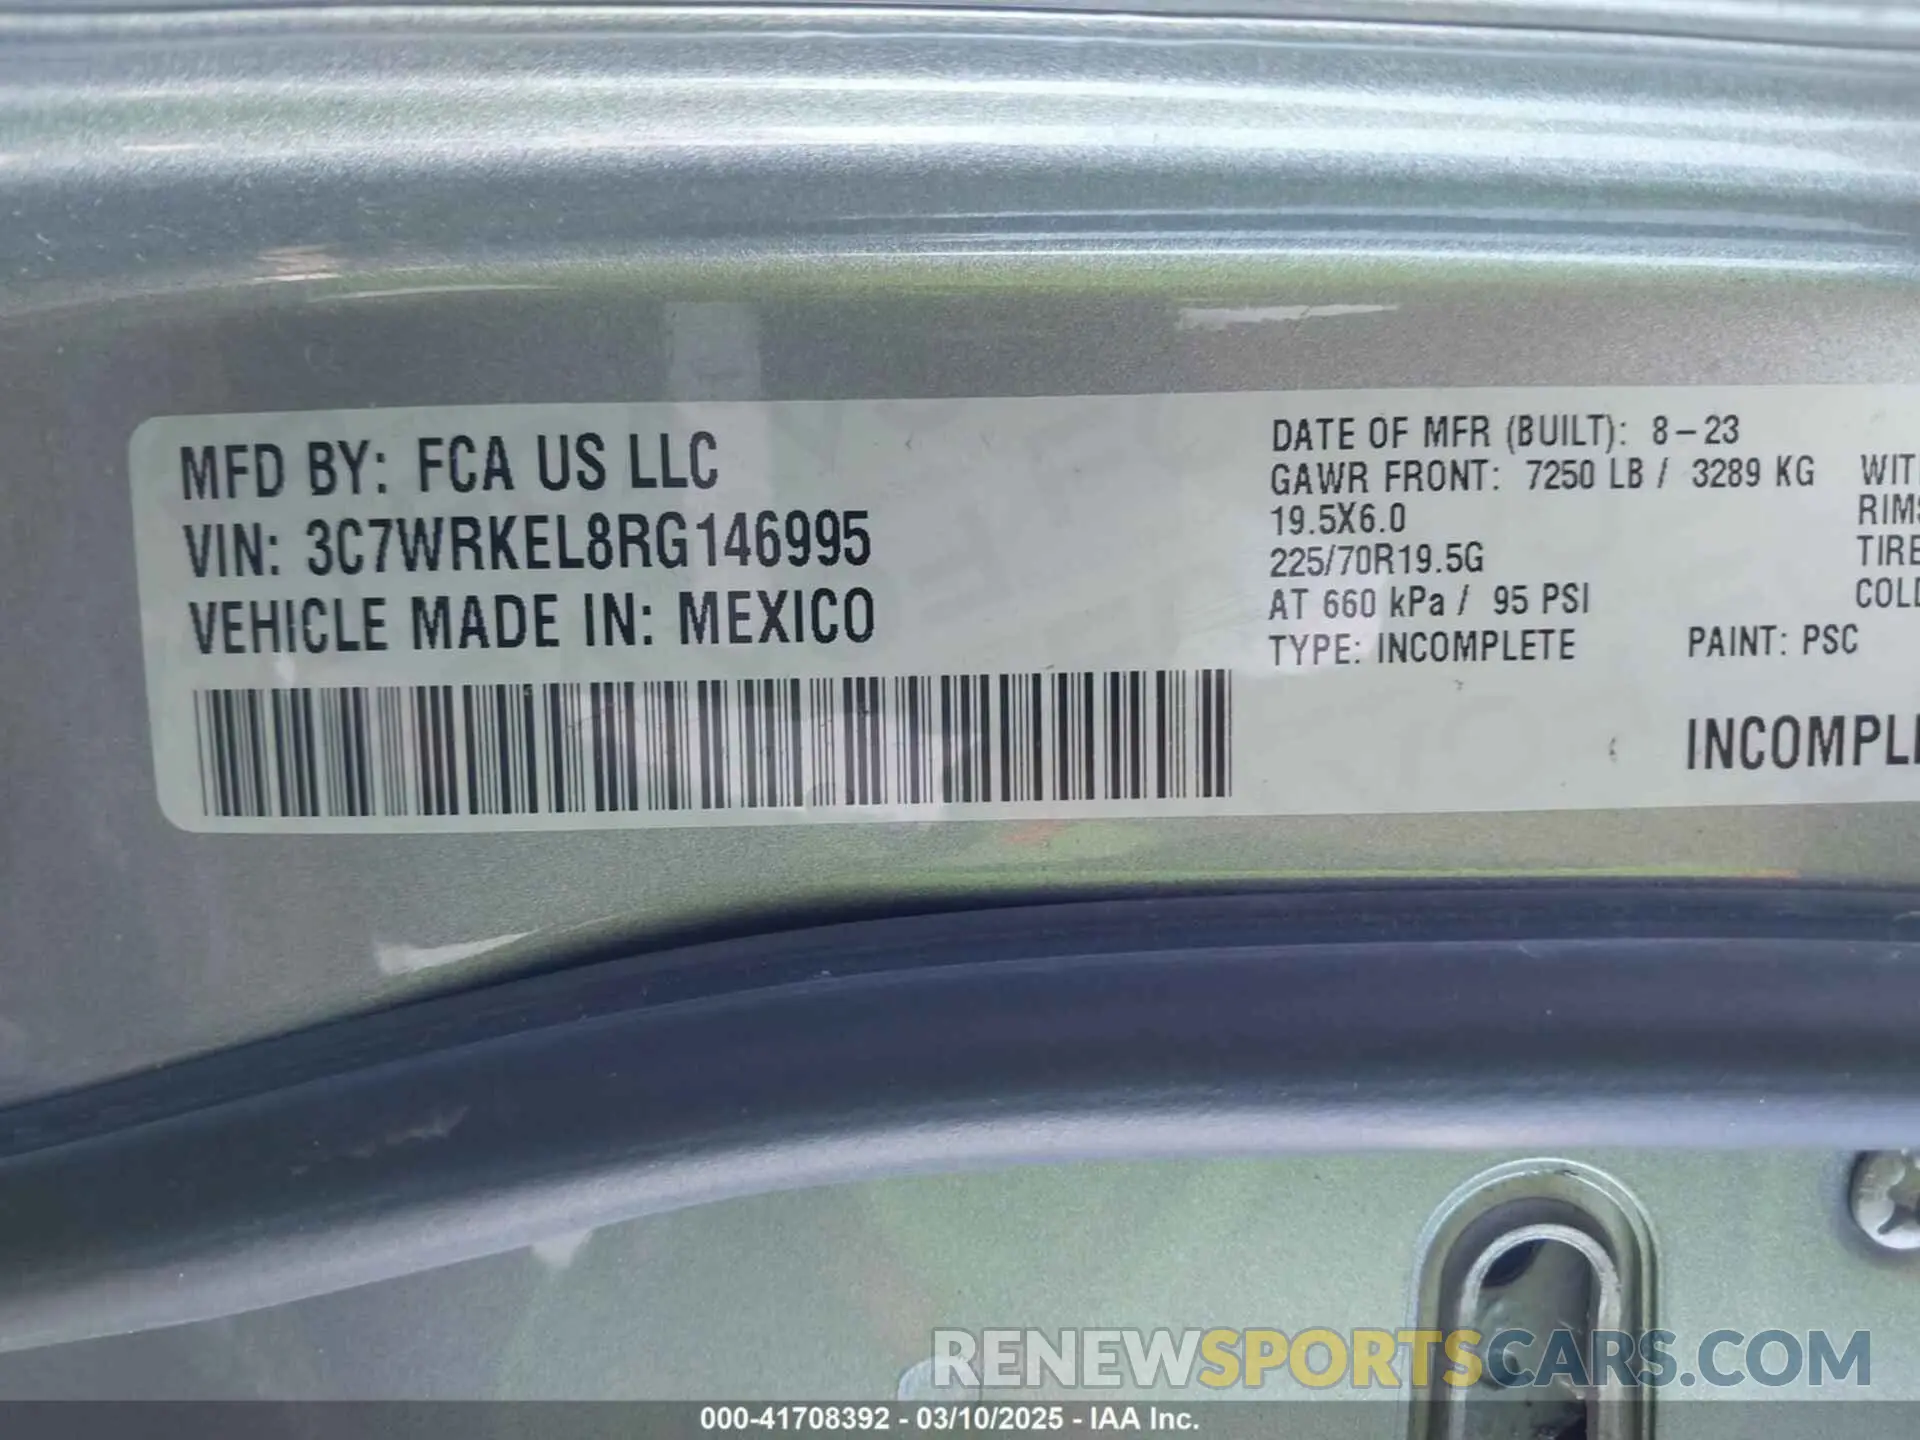 MFD BY: FCA US LLC
VIN: 3C7WRKEL8RG146995
VEHICLE MADE IN: MEXICO
DATE OF MFR (BUILT): 8-23
GAWR FRONT: 7250 LB / 3289 KG
19.5X6.0
225/70R19.5G
AT 660 kPa / 95 PSI
TYPE: INCOMPLETE
PAINT: PSC
RENEWSPORTSCARS.COM
000-41708392 - 03/10/2025 - IAA Inc.